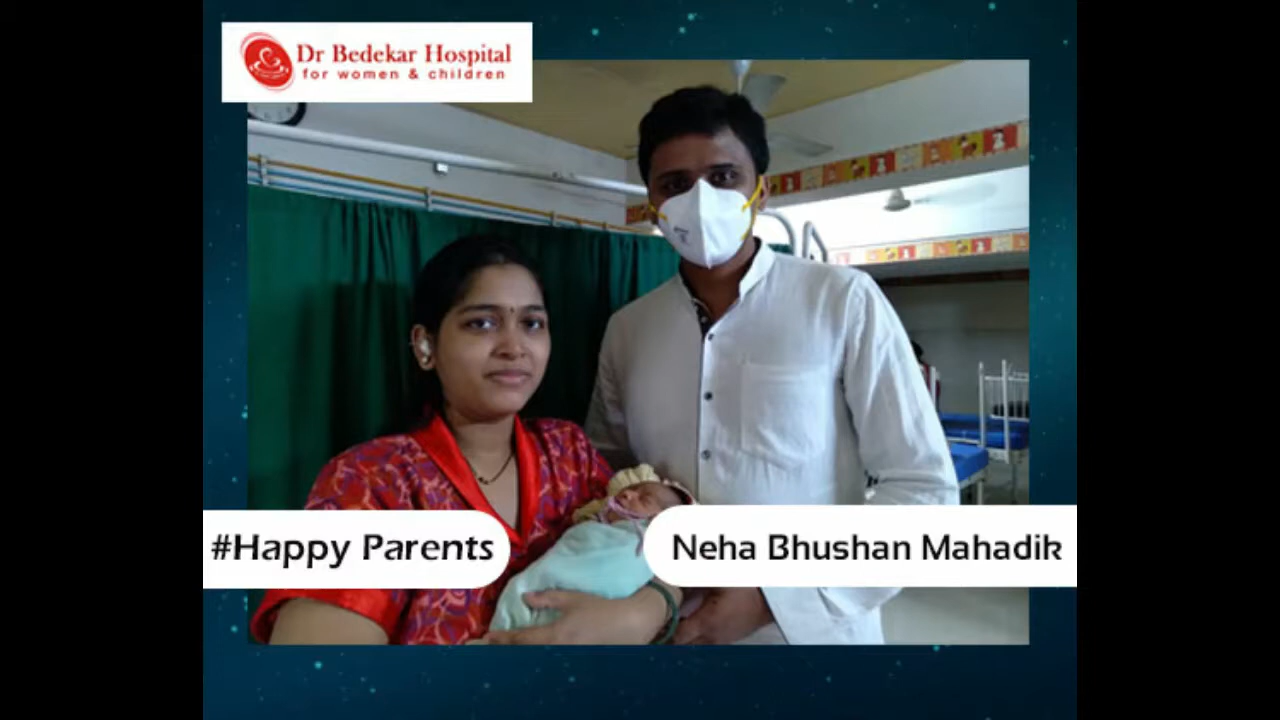 Dr Bedekar Hospital
for women & children
#Happy Parents
Neha Bhushan Mahadik